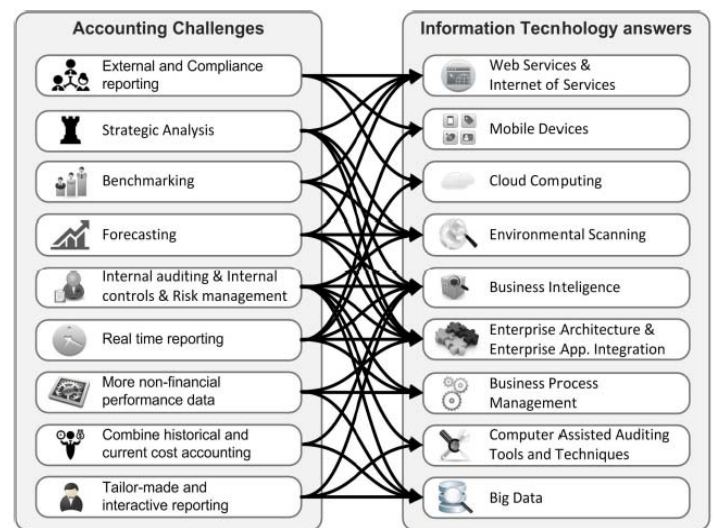 Accounting Challenges
External and Compliance
reporting
Strategic Analysis
Benchmarking
Forecasting
Internal auditing & Internal
controls & Risk management
Real time reporting
More non-financial
performance data
Combine historical and
current cost accounting
Tailor-made and
interactive reporting
Information Tecnhology answers
Web Services &
Internet of Services
Mobile Devices
Cloud Computing
Environmental Scanning
Business Inteligence
Enterprise Architecture &
Enterprise App. Integration
Business Process
Management
Computer Assisted Auditing
Tools and Techniques
Big Data